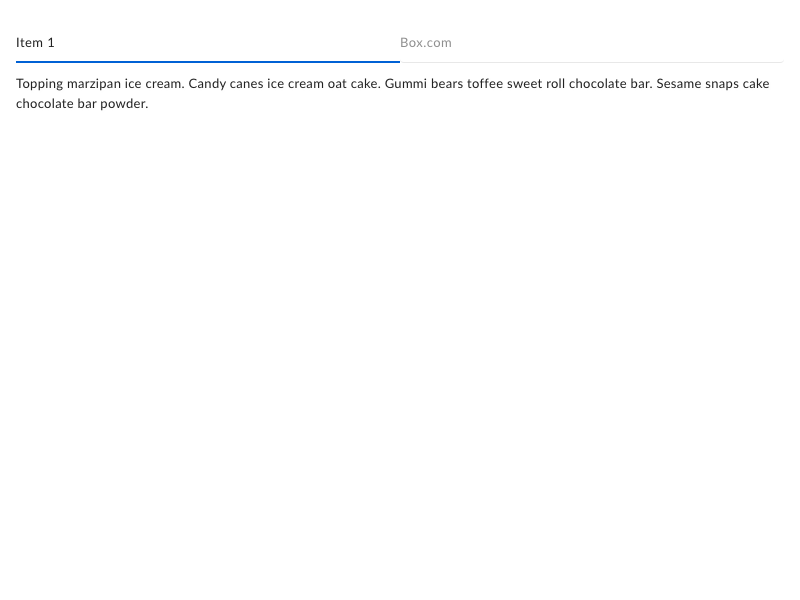 Item 1
Box.com
Topping marzipan ice cream. Candy canes ice cream oat cake. Gummi bears toffee sweet roll chocolate bar. Sesame snaps cake
chocolate bar powder.